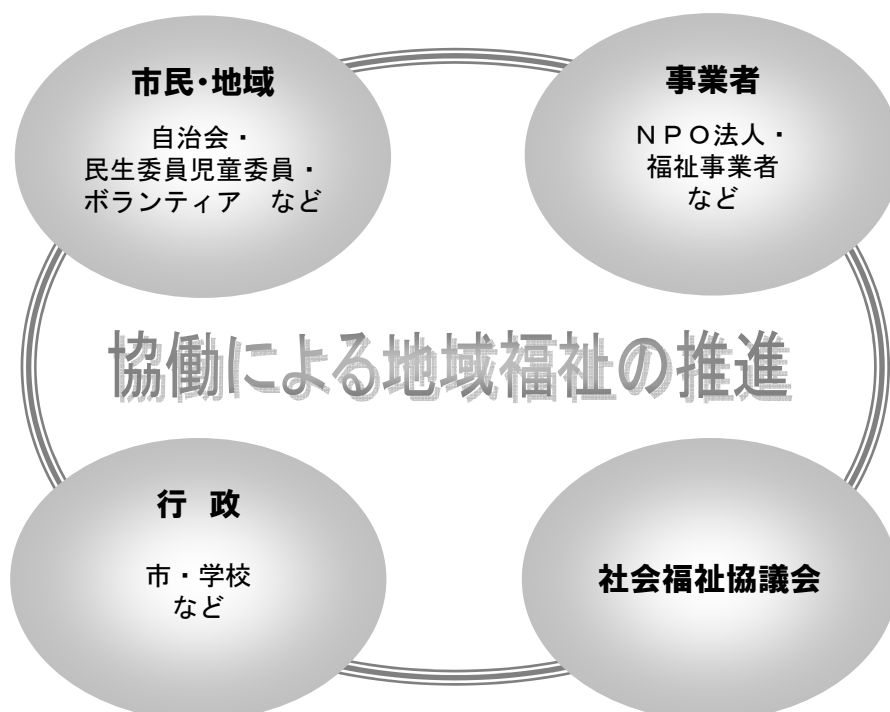 市民・地域
自治会・
民生委員児童委員・
ボランティア　など
事業者
ＮＰＯ法人・
福祉事業者
など
協働による地域福祉の推進
行　政
市・学校
など
社会福祉協議会